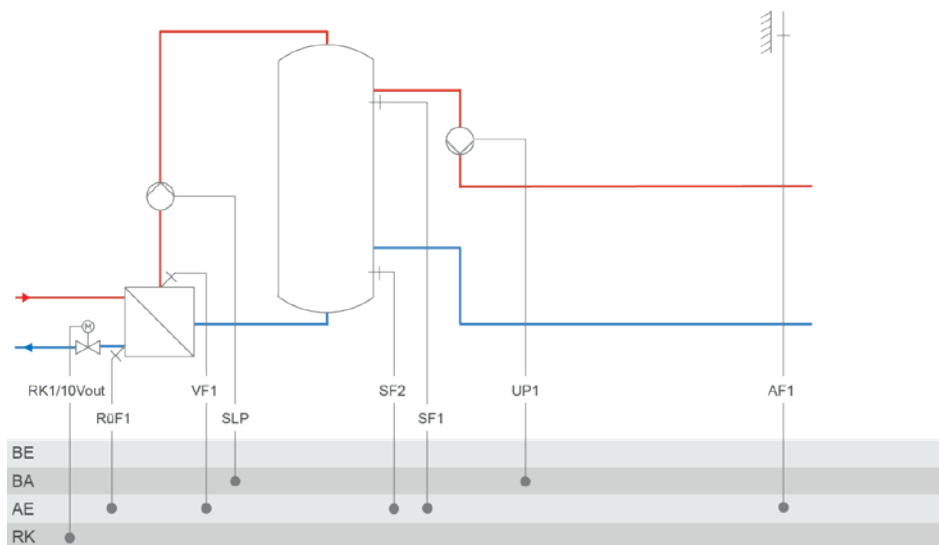 M
RK1/10Vout VF1 SF2 UP1 AF1
RüF1 SLP SF1
BE
BA
AE
RK